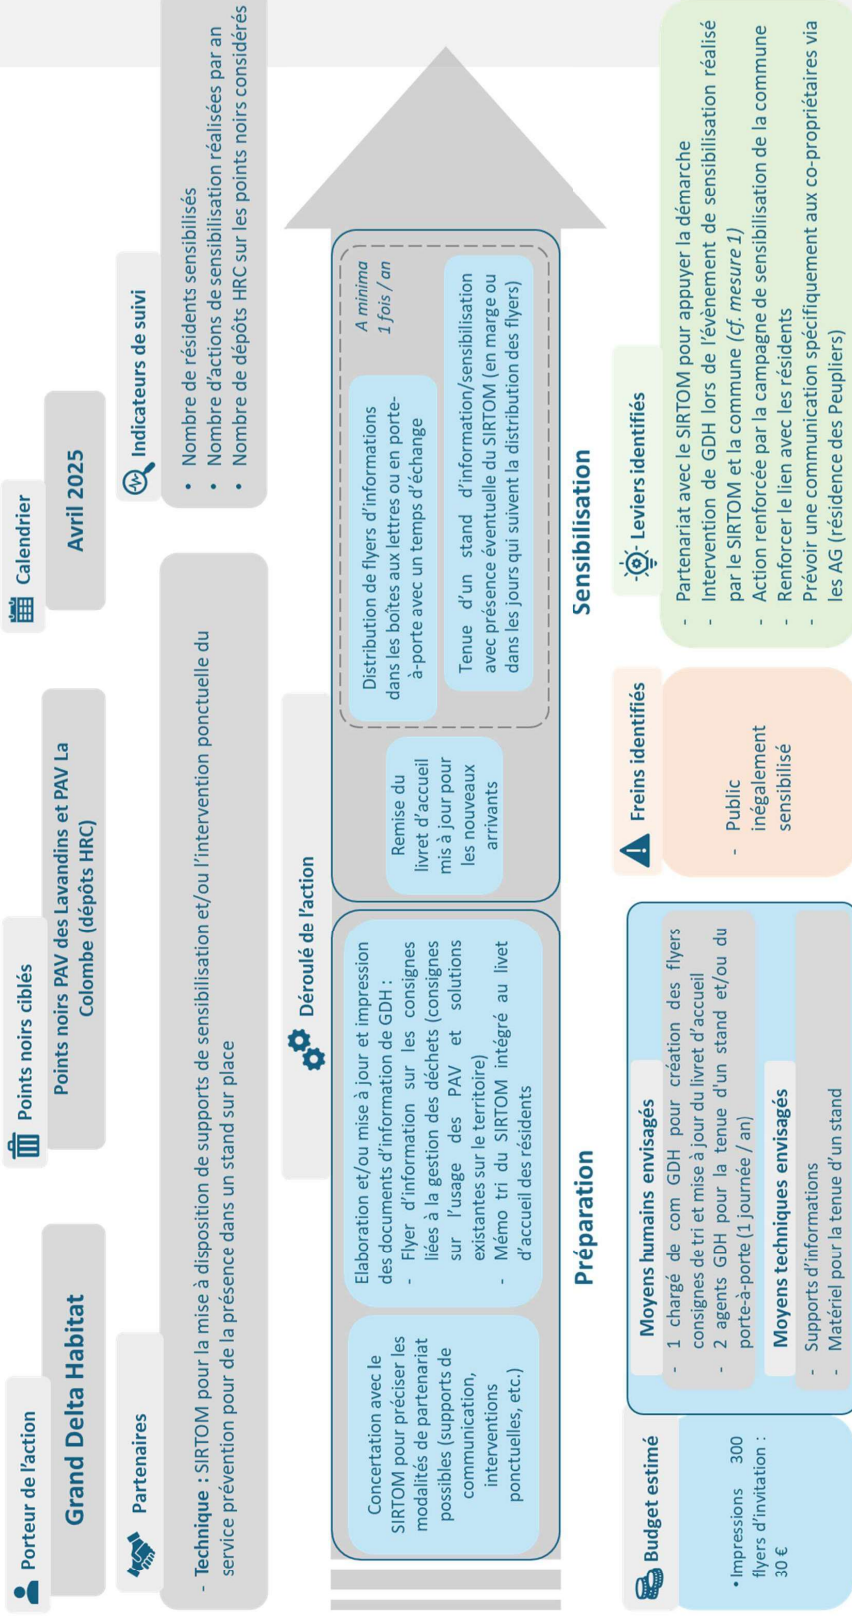 Porteur de l'action
Grand Delta Habitat
Points noirs ciblés
Points noirs PAV des Lavandins et PAV La
Colombe (dépôts HRC)
Calendrier
Avril 2025
Partenaires
- Technique : SIRTOM pour la mise à disposition de supports de sensibilisation et/ou l'intervention ponctuelle du
service prévention pour de la présence dans un stand sur place
Indicateurs de suivi
• Nombre de résidents sensibilisés
• Nombre d'actions de sensibilisation réalisées par an
• Nombre de dépôts HRC sur les points noirs considérés
Déroulé de l'action
Concertation avec le
SIRTOM pour préciser les
modalités de partenariat
possibles (supports de
communication,
interventions
ponctuelles, etc.)
Elaboration et/ou mise à jour et impression
des documents d'information de GDH :
- Flyer d'information sur les consignes
liées à la gestion des déchets (consignes
sur l'usage des PAV et solutions
existantes sur le territoire)
- Mémo tri du SIRTOM intégré au livet
d'accueil des résidents
Remise du
livret d'accueil
mis à jour pour
les nouveaux
arrivants
Distribution de flyers d'informations
dans les boîtes aux lettres ou en porte-
à-porte avec un temps d'échange
A minima
1 fois / an
Tenue d'un stand d'information/sensibilisation
avec présence éventuelle du SIRTOM (en marge ou
dans les jours qui suivent la distribution des flyers)
Préparation
Sensibilisation
Budget estimé
• Impressions 300
flyers d'invitation :
30 €
Moyens humains envisagés
- 1 chargé de com GDH pour création des flyers
consignes de tri et mise à jour du livret d'accueil
- 2 agents GDH pour la tenue d'un stand et/ou du
porte-à-porte (1 journée / an)
Moyens techniques envisagés
- Supports d'informations
- Matériel pour la tenue d'un stand
Freins identifiés
- Public
inégalement
sensibilisé
Leviers identifiés
- Partenariat avec le SIRTOM pour appuyer la démarche
- Intervention de GDH lors de l'évènement de sensibilisation réalisé
par le SIRTOM et la commune (cf. mesure 1)
- Action renforcée par la campagne de sensibilisation de la commune
- Renforcer le lien avec les résidents
- Prévoir une communication spécifiquement aux co-propriétaires via
les AG (résidence des Peupliers)